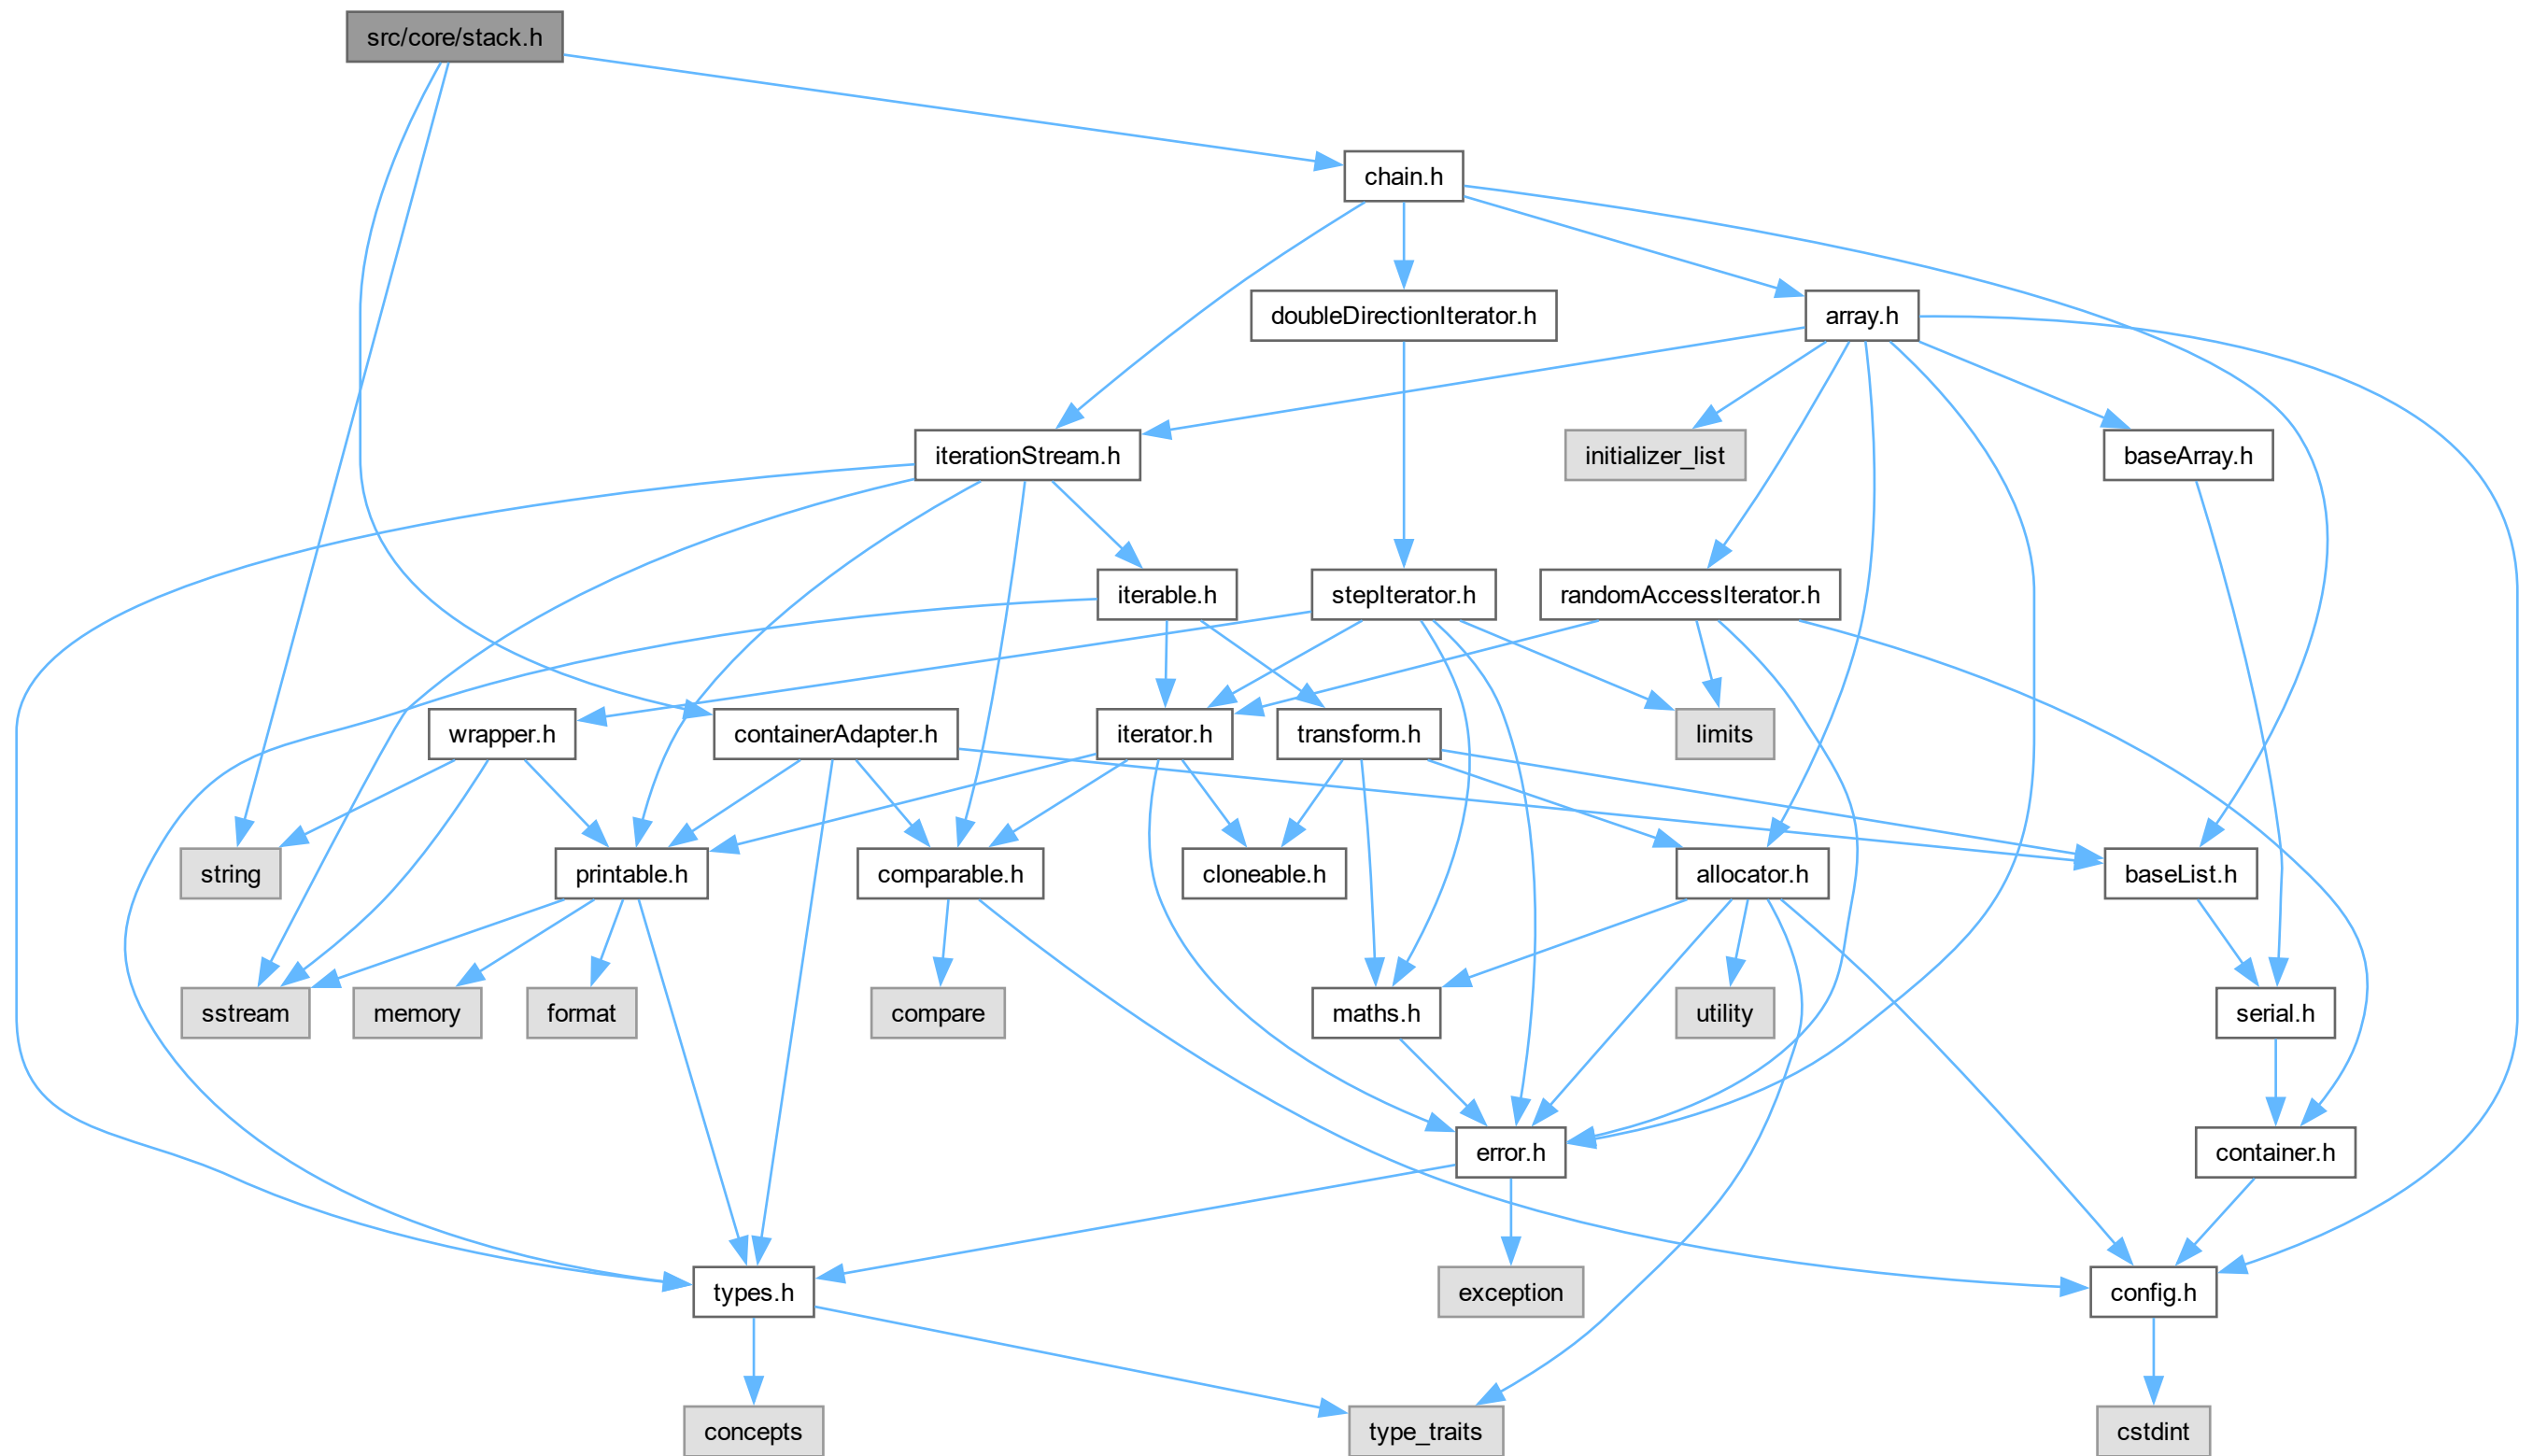 src/core/stack.h
chain.h
doubleDirectionIterator.h
array.h
iterationStream.h
initializer_list
baseArray.h
iterable.h
stepIterator.h
randomAccessIterator.h
wrapper.h
containerAdapter.h
iterator.h
transform.h
limits
string
printable.h
comparable.h
cloneable.h
allocator.h
baseList.h
sstream
memory
format
compare
maths.h
utility
serial.h
error.h
container.h
types.h
exception
config.h
concepts
type_traits
cstdint